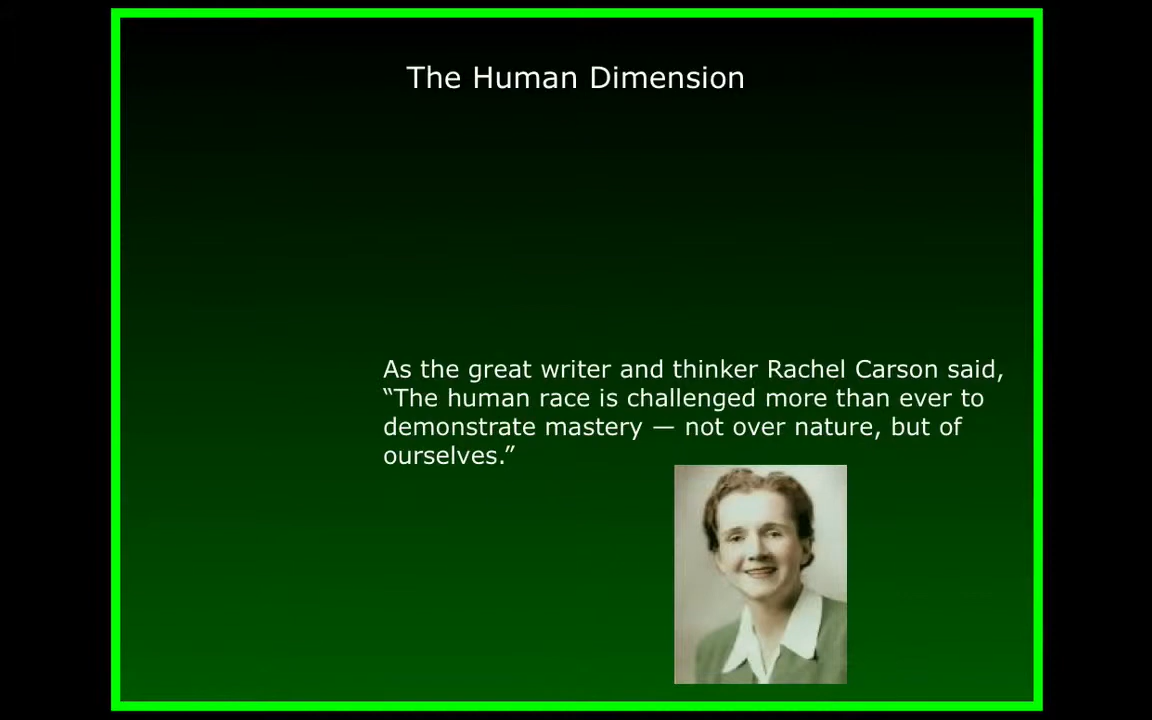 The Human Dimension
As the great writer and thinker Rachel Carson said,
“The human race is challenged more than ever to
demonstrate mastery — not over nature, but of
ourselves.”